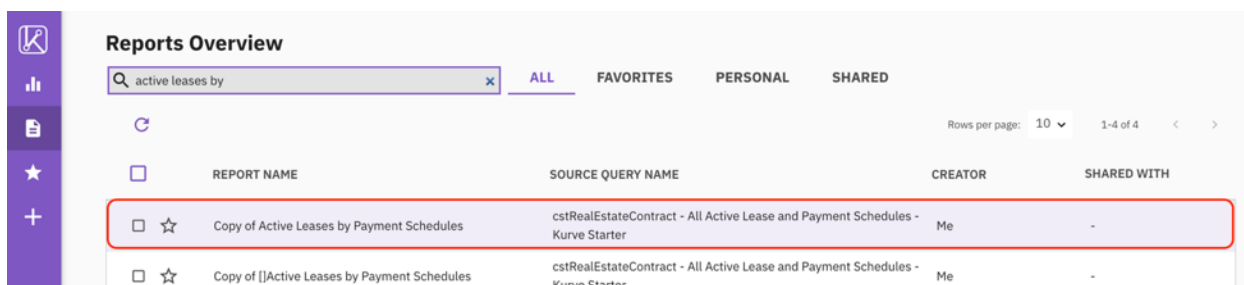 Reports Overview
active leases by × ALL FAVORITES PERSONAL SHARED
Rows per page: 10 1-4 of 4 < >
REPORT NAME SOURCE QUERY NAME CREATOR SHARED WITH
Copy of Active Leases by Payment Schedules cstRealEstateContract - All Active Lease and Payment Schedules - Me -
Kurve Starter
Copy of []Active Leases by Payment Schedules cstRealEstateContract - All Active Lease and Payment Schedules - Me -
Kurve Starter